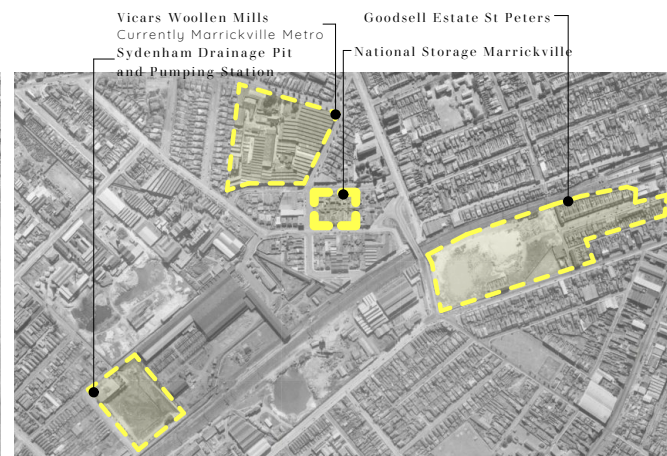 Vicars Woollen Mills
Currently Marrickville Metro
Sydenham Drainage Pit
and Pumping Station
Goodsell Estate St Peters
National Storage Marrickville